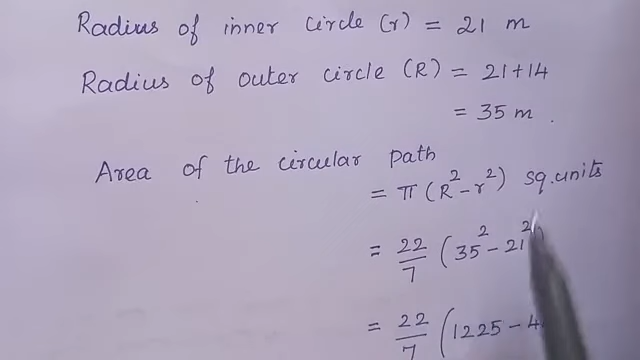 Radius of inner circle (r) = 21 m
Radius of outer circle (R) = 21+14
= 35 m .
Area of the circular path
= π (R² - r²) sq.units
= 22/7 (35² - 21²
= 22/7 (1225 - 4